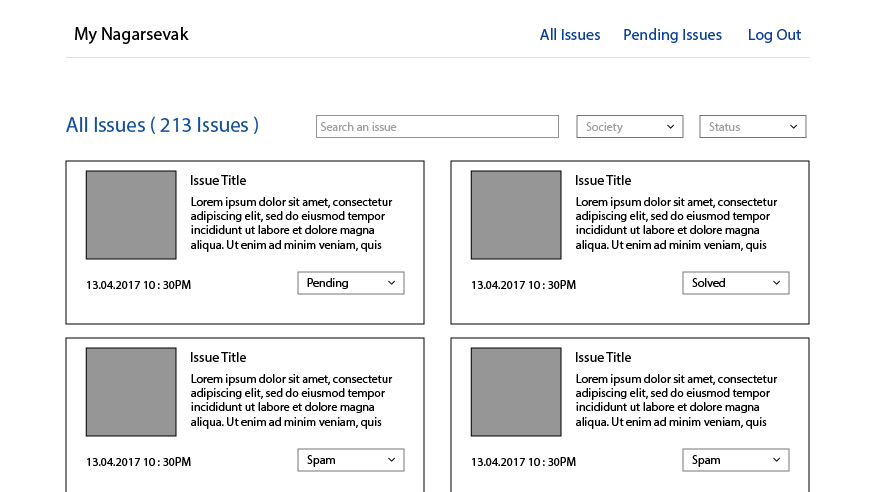 My Nagarsevak
All Issues
Pending Issues
Log Out
All Issues ( 213 Issues )
Search an issue
Society
Status
Issue Title
Lorem ipsum dolor sit amet, consectetur
adipiscing elit, sed do eiusmod tempor
incididunt ut labore et dolore magna
aliqua. Ut enim ad minim veniam, quis
13.04.2017 10 : 30PM
Pending
Issue Title
Lorem ipsum dolor sit amet, consectetur
adipiscing elit, sed do eiusmod tempor
incididunt ut labore et dolore magna
aliqua. Ut enim ad minim veniam, quis
13.04.2017 10 : 30PM
Solved
Issue Title
Lorem ipsum dolor sit amet, consectetur
adipiscing elit, sed do eiusmod tempor
incididunt ut labore et dolore magna
aliqua. Ut enim ad minim veniam, quis
13.04.2017 10 : 30PM
Spam
Issue Title
Lorem ipsum dolor sit amet, consectetur
adipiscing elit, sed do eiusmod tempor
incididunt ut labore et dolore magna
aliqua. Ut enim ad minim veniam, quis
13.04.2017 10 : 30PM
Spam